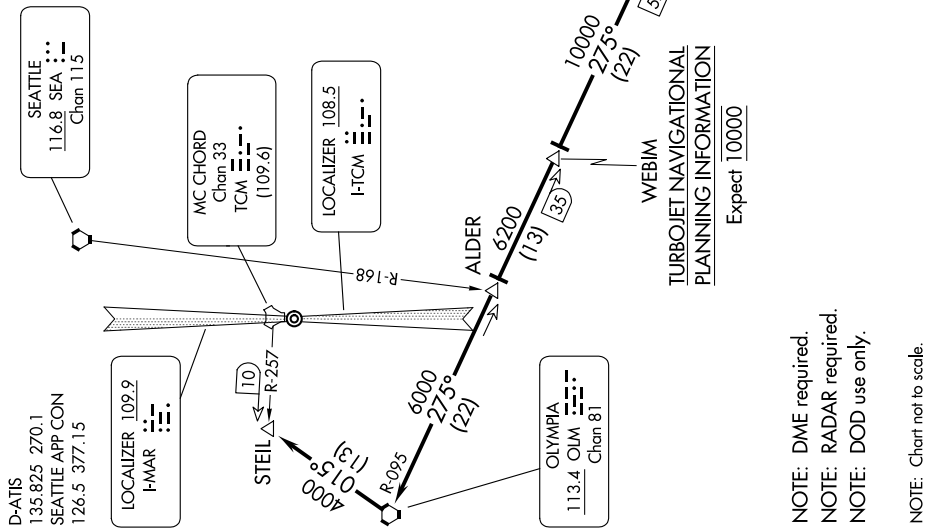 D-ATIS
135.825 270.1
SEATTLE APP CON
126.5 377.15
SEATTLE
116.8 SEA
Chan 115
MC CHORD
Chan 33
TCM
(109.6)
LOCALIZER 108.5
I-TCM
LOCALIZER 109.9
I-MAR
R-168
R-257
10
STEIL
4000
015°
(13)
R-095
6000
275°
(22)
ALDER
6200
(13)
35
10000
275°
(22)
WEBIM
TURBOJET NAVIGATIONAL
PLANNING INFORMATION
Expect 10000
OLYMPIA
113.4 OLM
Chan 81
NOTE: DME required.
NOTE: RADAR required.
NOTE: DOD use only.
NOTE: Chart not to scale.